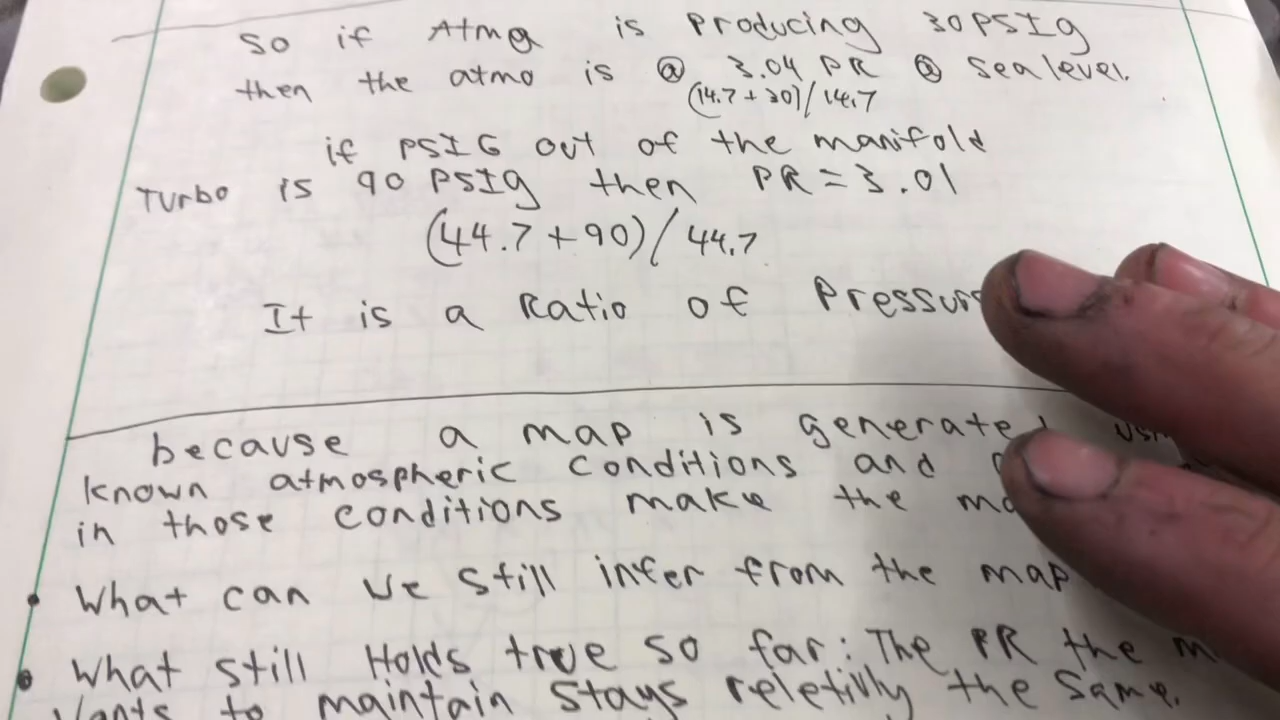 So if Atmo is producing 30PSIg
then the atmo is @ 3.04 PR @ sea level.
(14.7+30)/14.7
if PSIG out of the manifold
Turbo is 90 PSIg then PR=3.01
(44.7+90)/44.7
It is a Ratio of
because a map is generated
known atmospheric conditions and
in those conditions make the
• What can we still infer from the map
• What still Holds true so far: The PR the
wants to maintain stays reletivly the same.